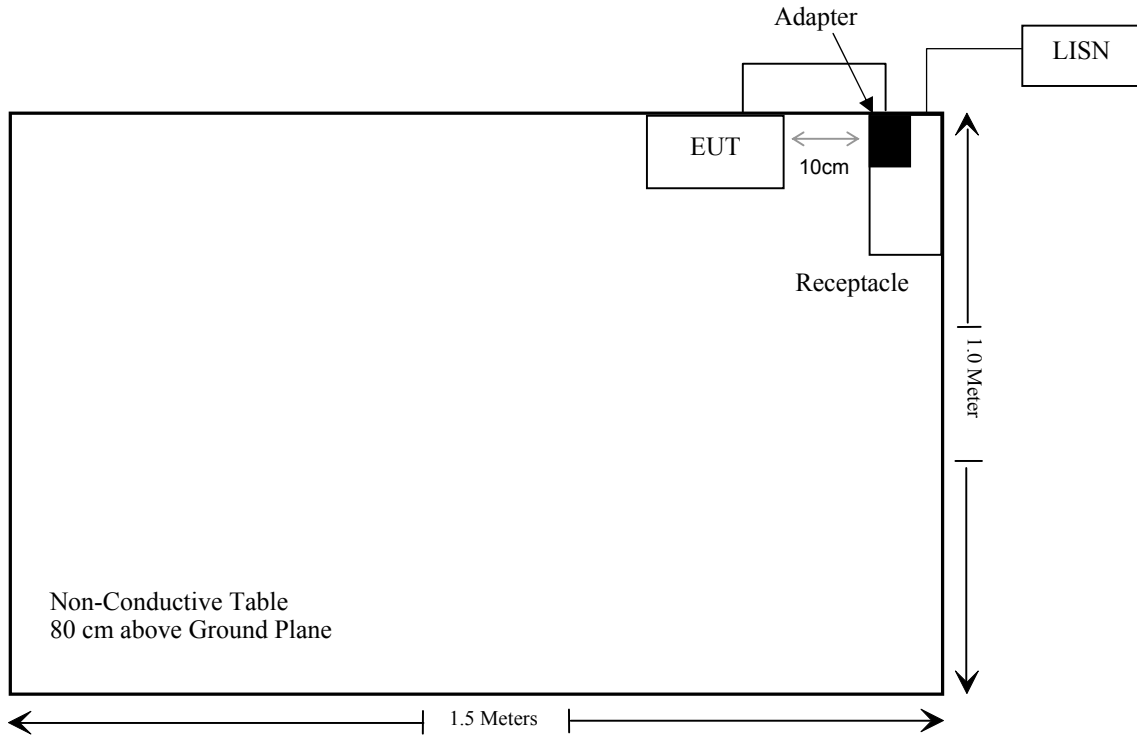 Adapter
LISN
EUT
10cm
Receptacle
1.0 Meter
Non-Conductive Table
80 cm above Ground Plane
1.5 Meters